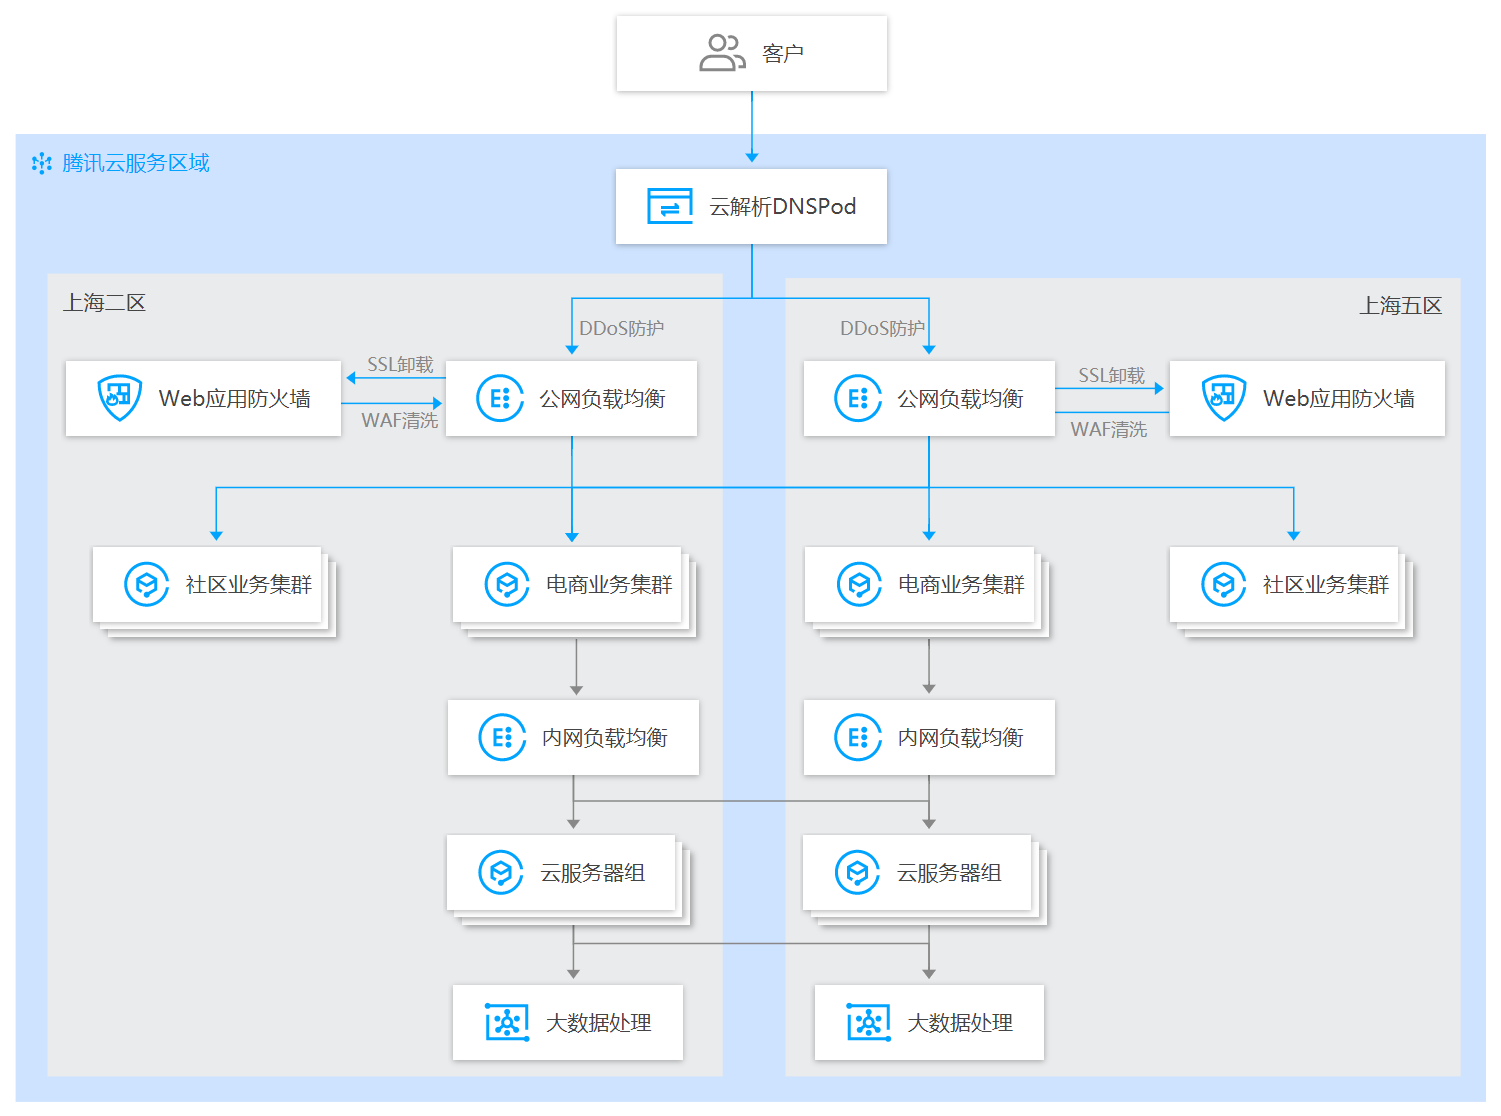 客户
腾讯云服务区域
云解析DNSPod
上海二区
上海五区
DDoS防护
DDoS防护
SSL卸载
Web应用防火墙
公网负载均衡
WAF清洗
公网负载均衡
SSL卸载
Web应用防火墙
WAF清洗
社区业务集群
电商业务集群
电商业务集群
社区业务集群
内网负载均衡
内网负载均衡
云服务器组
云服务器组
大数据处理
大数据处理